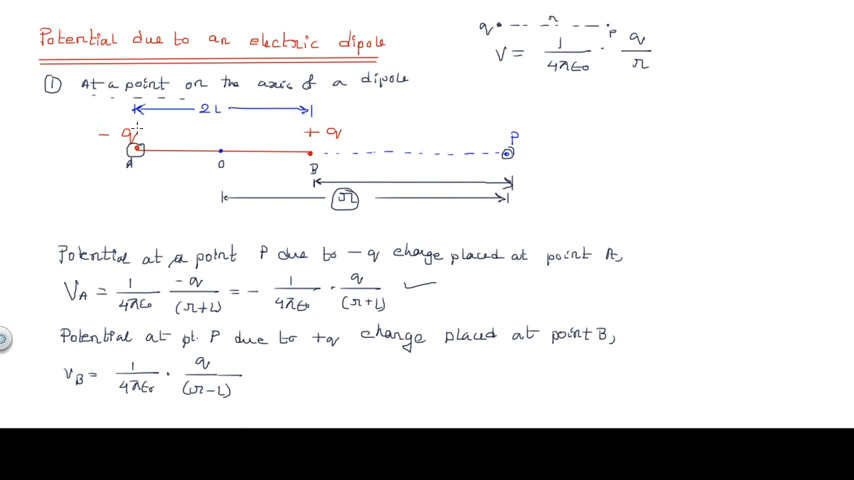 Potential due to an electric dipole
q r P
V = 1/4πε₀ · q/r
① At a point on the axis of a dipole
2L
- q + q P
A O B
r
Potential at a point P due to -q charge placed at point A,
V_A = 1/4πε₀ -q/(r+L) = - 1/4πε₀ · q/(r+L) ✓
Potential at pt. P due to +q charge placed at point B,
V_B = 1/4πε₀ · q/(r-L)